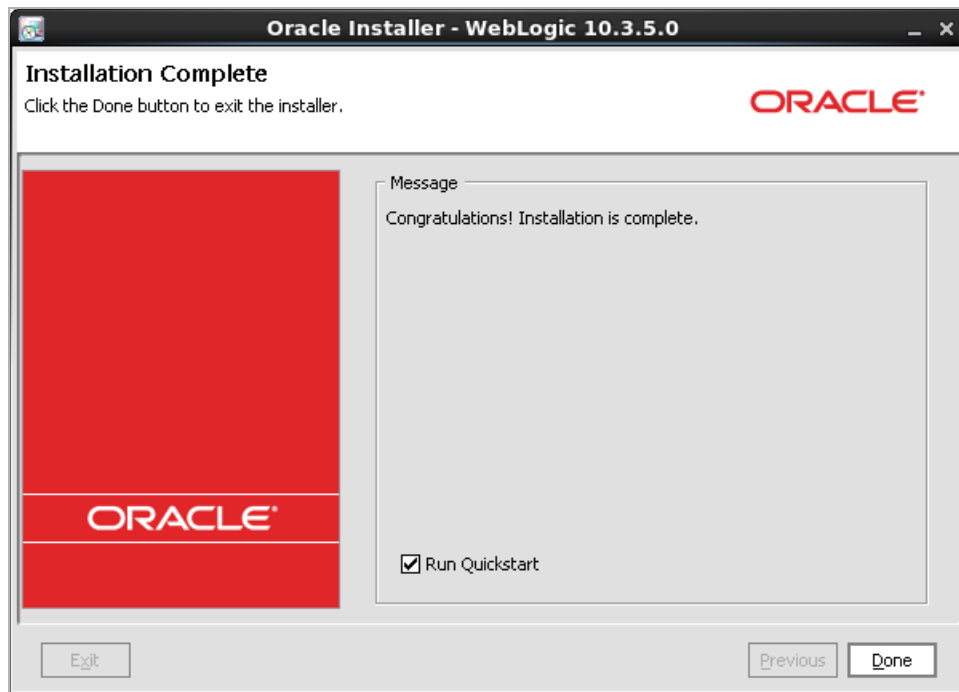 Oracle Installer - WebLogic 10.3.5.0
Installation Complete
Click the Done button to exit the installer.
ORACLE
Message
Congratulations! Installation is complete.
ORACLE
Run Quickstart
Exit
Previous
Done